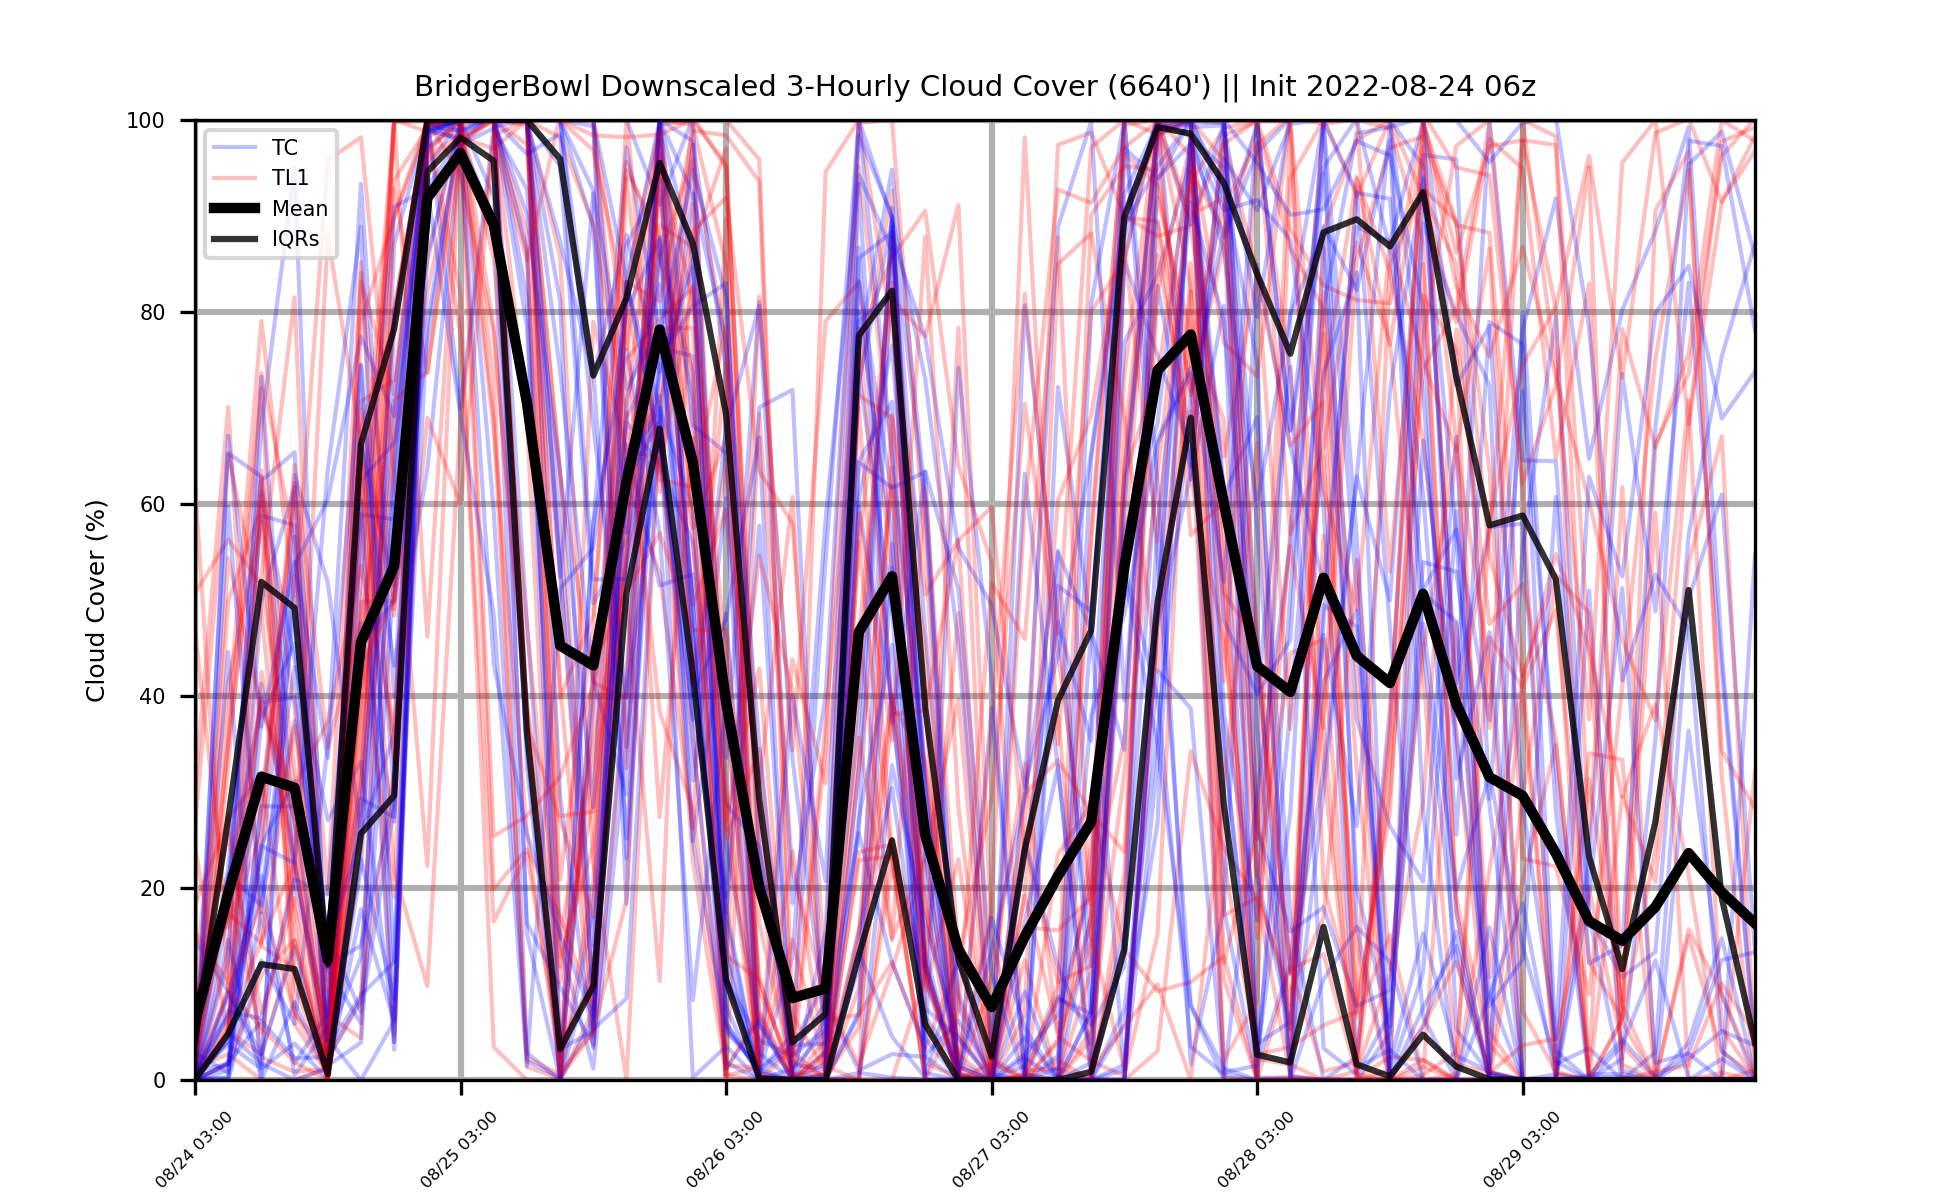 BridgerBowl Downscaled 3-Hourly Cloud Cover (6640') || Init 2022-08-24 06z
Cloud Cover (%)
100
80
60
40
20
0
TC
TL1
Mean
IQRs
08/24 03:00
08/25 03:00
08/26 03:00
08/27 03:00
08/28 03:00
08/29 03:00